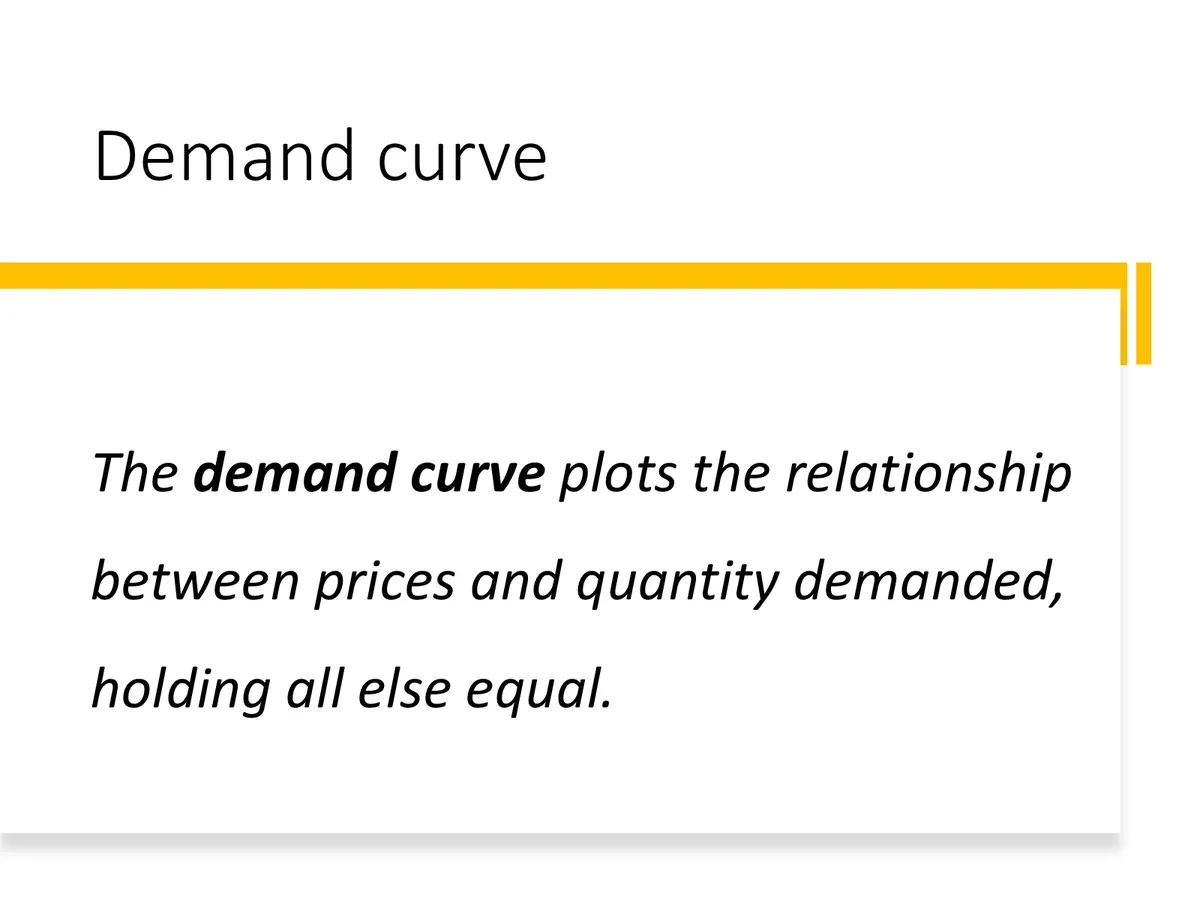 Demand curve
The demand curve plots the relationship
between prices and quantity demanded,
holding all else equal.